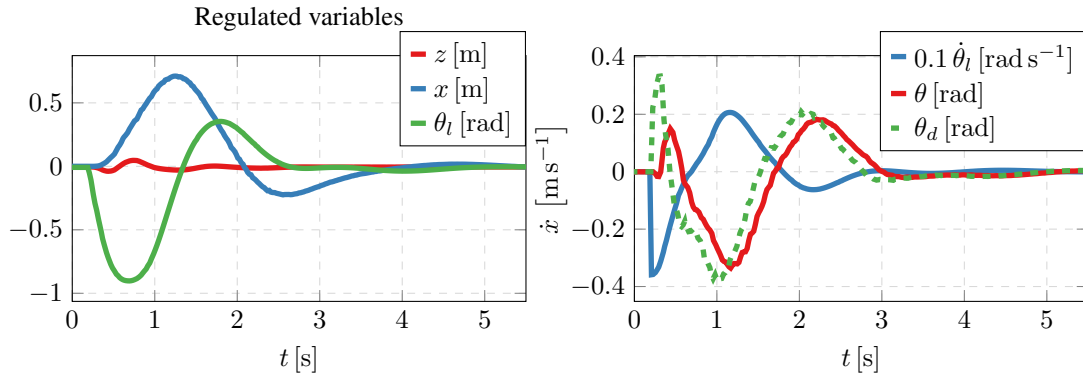 Regulated variables
z [m]
x [m]
θ_l [rad]
0.5
0
−0.5
−1
0 1 2 3 4 5
t [s]
0.1 θ̇_l [rad s⁻¹]
θ [rad]
θ_d [rad]
ẋ [m s⁻¹]
0.4
0.2
0
−0.2
−0.4
0 1 2 3 4 5
t [s]